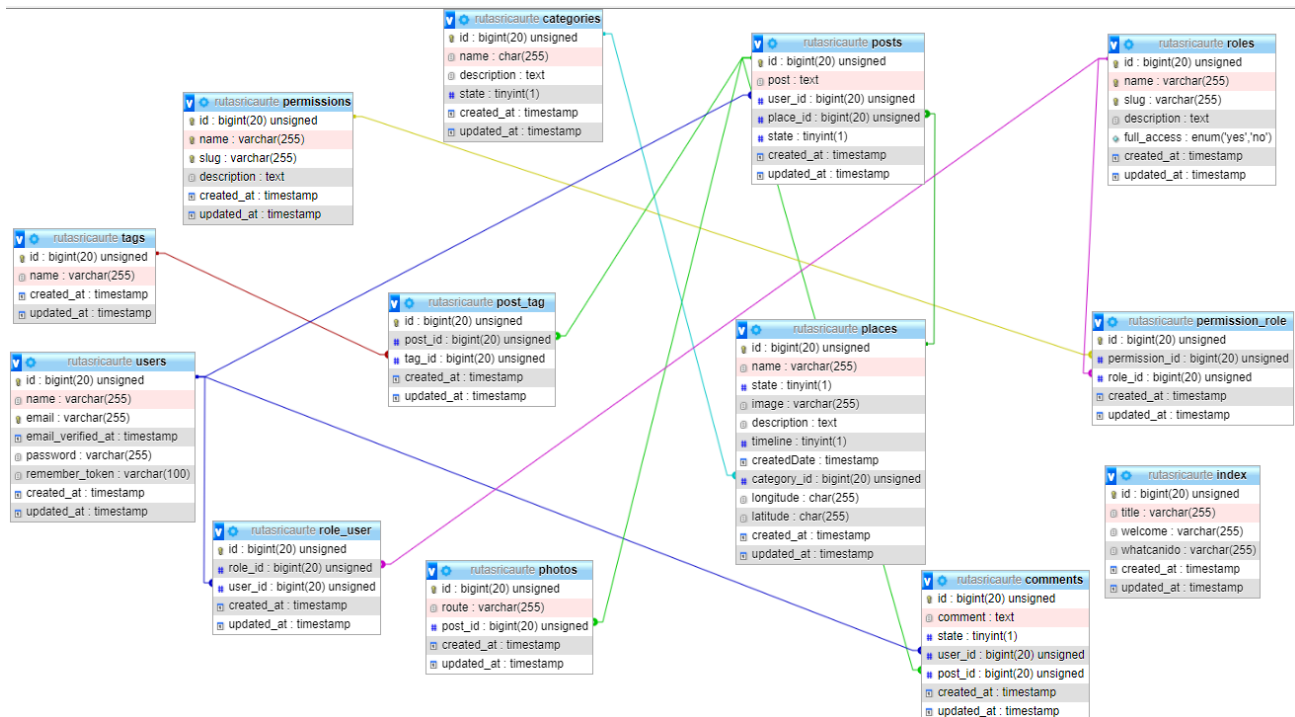 rutasricaurte categories
id : bigint(20) unsigned
name : char(255)
description : text
state : tinyint(1)
created_at : timestamp
updated_at : timestamp
rutasricaurte posts
id : bigint(20) unsigned
post : text
user_id : bigint(20) unsigned
place_id : bigint(20) unsigned
state : tinyint(1)
created_at : timestamp
updated_at : timestamp
rutasricaurte roles
id : bigint(20) unsigned
name : varchar(255)
slug : varchar(255)
description : text
full_access : enum('yes','no')
created_at : timestamp
updated_at : timestamp
rutasricaurte permissions
id : bigint(20) unsigned
name : varchar(255)
slug : varchar(255)
description : text
created_at : timestamp
updated_at : timestamp
rutasricaurte tags
id : bigint(20) unsigned
name : varchar(255)
created_at : timestamp
updated_at : timestamp
rutasricaurte post_tag
id : bigint(20) unsigned
post_id : bigint(20) unsigned
tag_id : bigint(20) unsigned
created_at : timestamp
updated_at : timestamp
rutasricaurte places
id : bigint(20) unsigned
name : varchar(255)
state : tinyint(1)
image : varchar(255)
description : text
timeline : tinyint(1)
createdDate : timestamp
category_id : bigint(20) unsigned
longitude : char(255)
latitude : char(255)
created_at : timestamp
updated_at : timestamp
rutasricaurte permission_role
id : bigint(20) unsigned
permission_id : bigint(20) unsigned
role_id : bigint(20) unsigned
created_at : timestamp
updated_at : timestamp
rutasricaurte users
id : bigint(20) unsigned
name : varchar(255)
email : varchar(255)
email_verified_at : timestamp
password : varchar(255)
remember_token : varchar(100)
created_at : timestamp
updated_at : timestamp
rutasricaurte index
id : bigint(20) unsigned
title : varchar(255)
welcome : varchar(255)
whatcanido : varchar(255)
created_at : timestamp
updated_at : timestamp
rutasricaurte role_user
id : bigint(20) unsigned
role_id : bigint(20) unsigned
user_id : bigint(20) unsigned
created_at : timestamp
updated_at : timestamp
rutasricaurte photos
id : bigint(20) unsigned
route : varchar(255)
post_id : bigint(20) unsigned
created_at : timestamp
updated_at : timestamp
rutasricaurte comments
id : bigint(20) unsigned
comment : text
state : tinyint(1)
user_id : bigint(20) unsigned
post_id : bigint(20) unsigned
created_at : timestamp
updated_at : timestamp